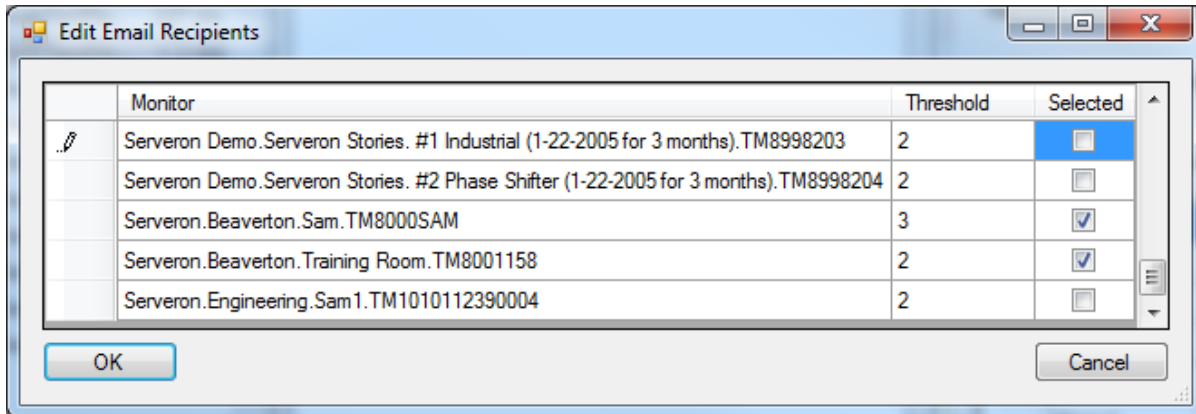 Edit Email Recipients
Monitor Threshold Selected
Serveron Demo.Serveron Stories. #1 Industrial (1-22-2005 for 3 months).TM8998203 2
Serveron Demo.Serveron Stories. #2 Phase Shifter (1-22-2005 for 3 months).TM8998204 2
Serveron.Beaverton.Sam.TM8000SAM 3
Serveron.Beaverton.Training Room.TM8001158 2
Serveron.Engineering.Sam1.TM1010112390004 2
OK Cancel